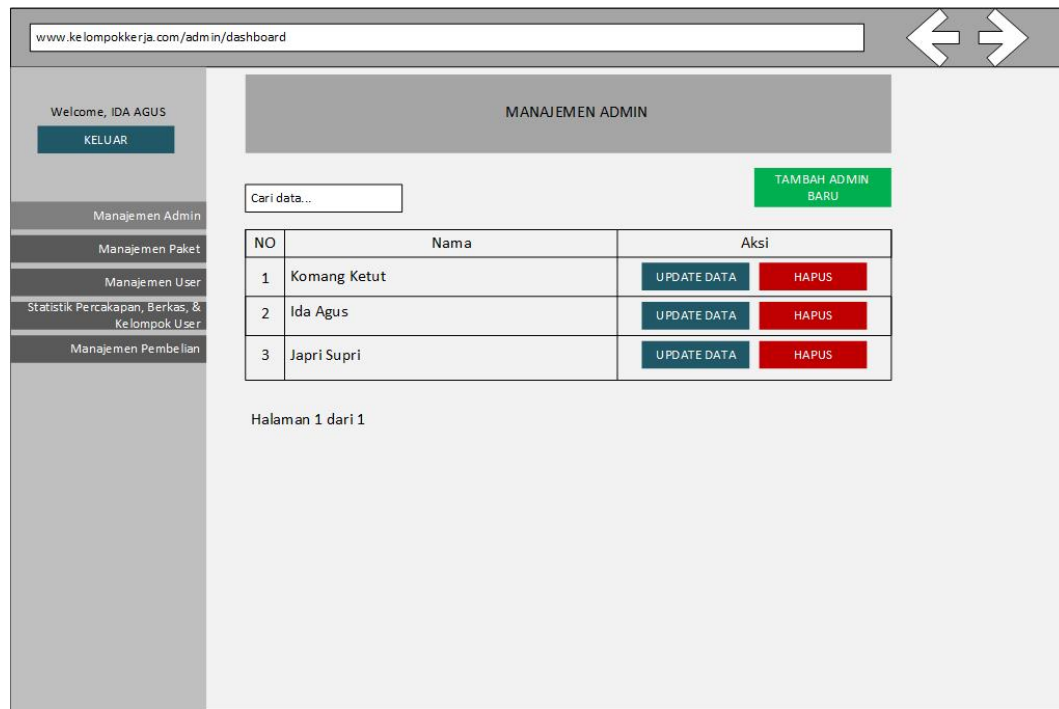 www.kelompokkerja.com/admin/dashboard
Welcome, IDA AGUS
KELUAR
Manajemen Admin
Manajemen Paket
Manajemen User
Statistik Percakapan, Berkas, &
Kelompok User
Manajemen Pembelian
MANAJEMEN ADMIN
Cari data...
TAMBAH ADMIN
BARU
NO Nama Aksi
1 Komang Ketut UPDATE DATA HAPUS
2 Ida Agus UPDATE DATA HAPUS
3 Japri Supri UPDATE DATA HAPUS
Halaman 1 dari 1